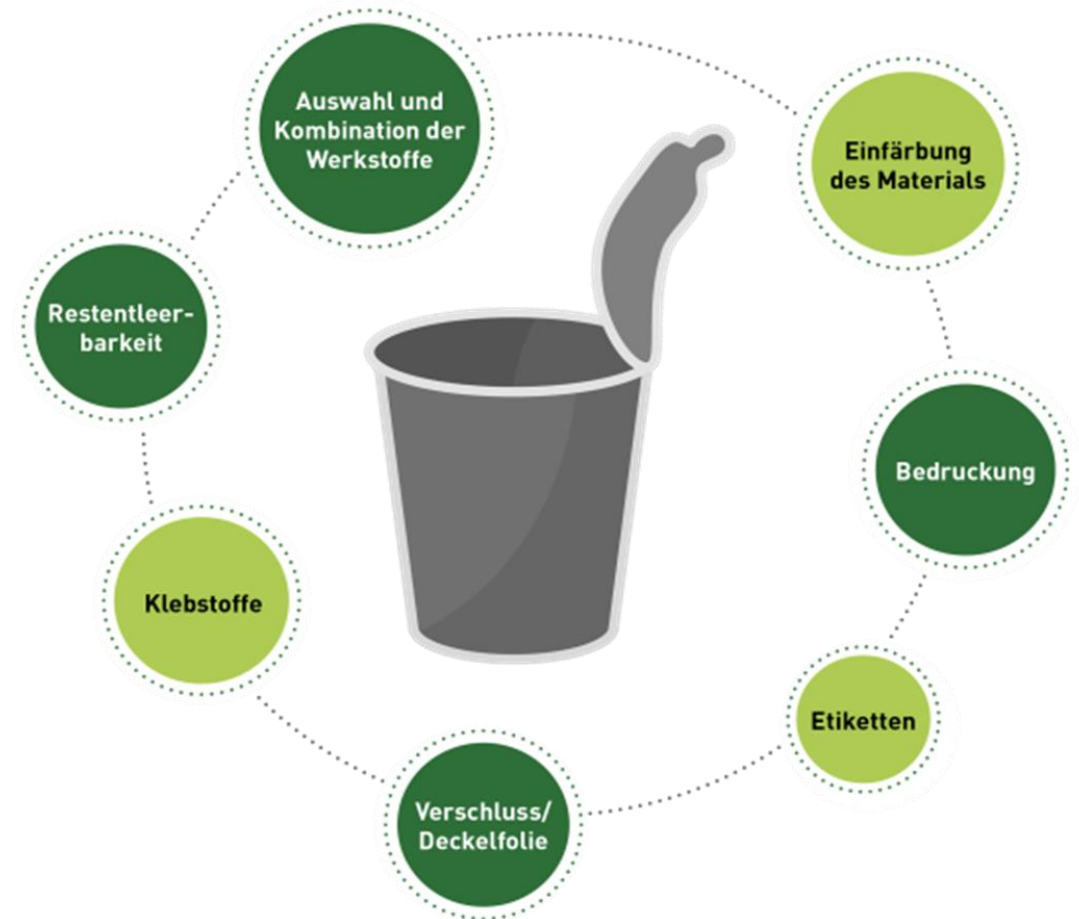 Auswahl und
Kombination der
Werkstoffe
Einfärbung
des Materials
Bedruckung
Etiketten
Verschluss/
Deckelfolie
Klebstoffe
Restentleer-
barkeit